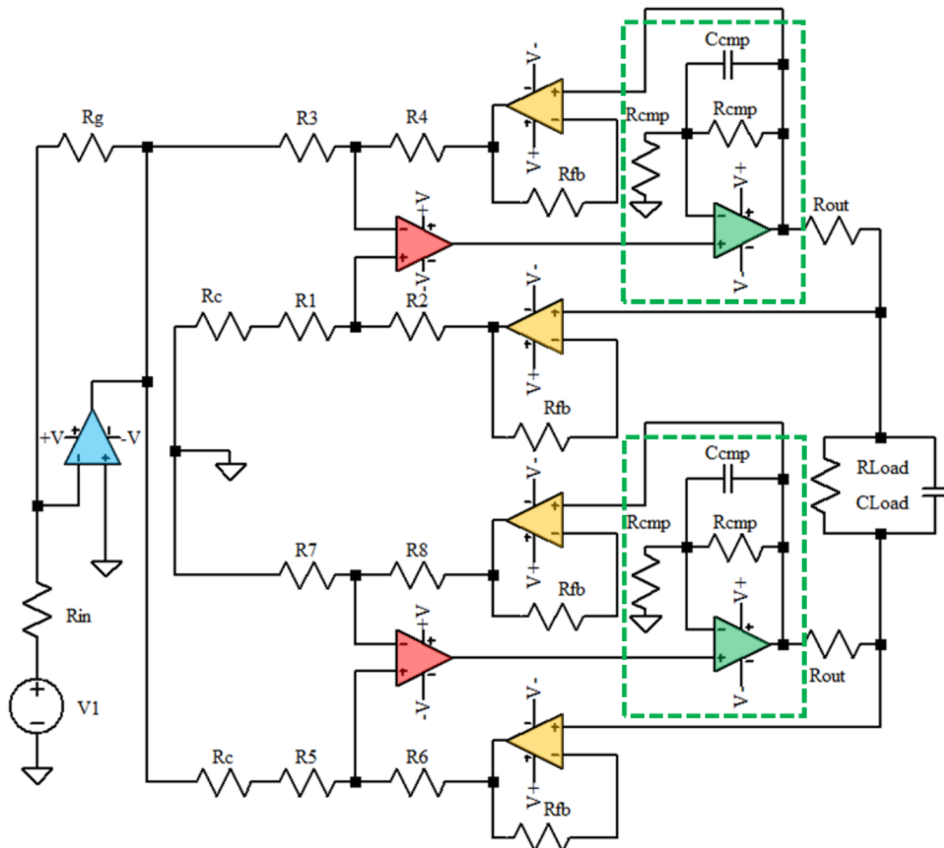 V-
Ccmp
Rg
R3
R4
Rcmp
Rcmp
V+
Rfb
V+
Rout
+V
-V
V-
V-
Rc
R1
R2
V+
+V
-V
Rfb
Ccmp
V-
RLoad
CLoad
Rcmp
Rcmp
R7
R8
V+
Rfb
V+
Rin
+V
Rout
V1
-V
V-
V-
Rc
R5
R6
V+
Rfb